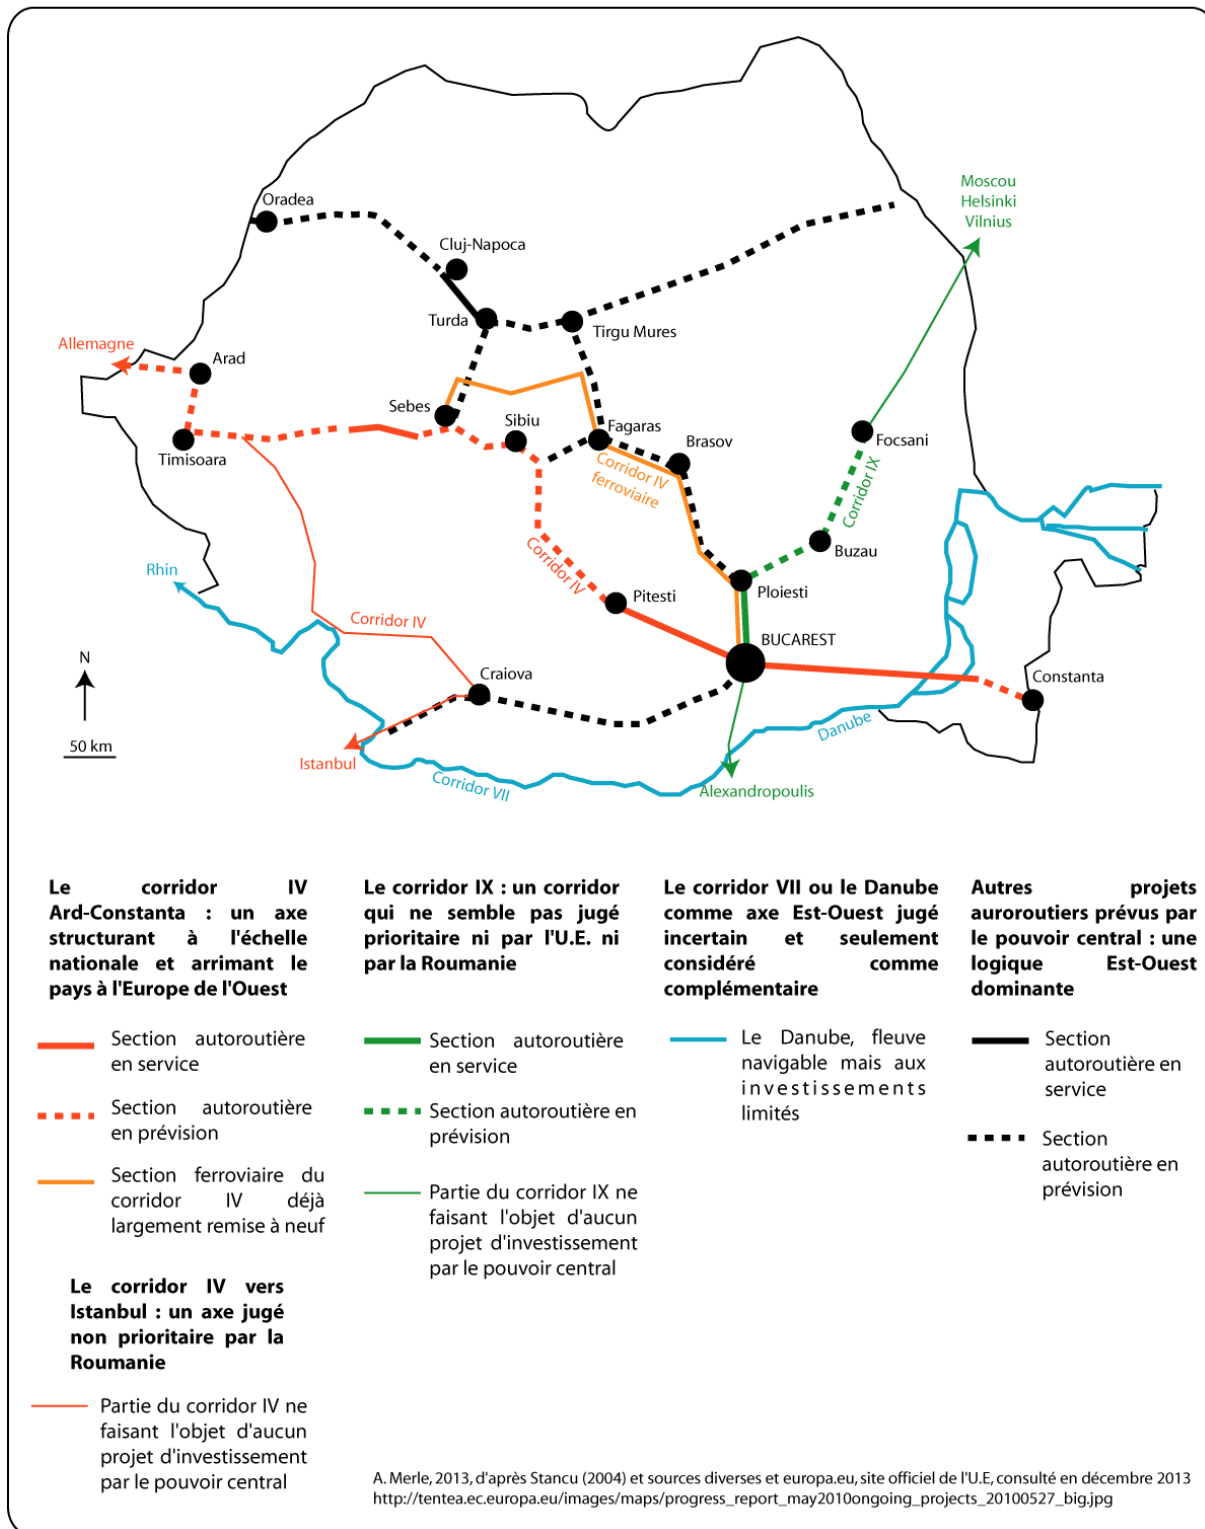 Moscou
Helsinki
Vilnius
Oradea
Cluj-Napoca
Turda
Tirgu Mures
Allemagne
Arad
Sebes
Sibiu
Fagaras
Brasov
Focsani
Timisoara
Corridor IV
ferroviaire
Corridor IX
Buzau
Corridor IV
Rhin
Pitesti
Ploiesti
Corridor IV
BUCAREST
Craiova
Constanta
N
50 km
Istanbul
Danube
Corridor VII
Alexandropoulis
Le corridor IV
Ard-Constanta : un axe
structurant à l'échelle
nationale et arrimant le
pays à l'Europe de l'Ouest
Section autoroutière
en service
Section autoroutière
en prévision
Section ferroviaire du
corridor IV déjà
largement remise à neuf
Le corridor IV vers
Istanbul : un axe jugé
non prioritaire par la
Roumanie
Partie du corridor IV ne
faisant l'objet d'aucun
projet d'investissement
par le pouvoir central
Le corridor IX : un corridor
qui ne semble pas jugé
prioritaire ni par l'U.E. ni
par la Roumanie
Section autoroutière
en service
Section autoroutière en
prévision
Partie du corridor IX ne
faisant l'objet d'aucun
projet d'investissement
par le pouvoir central
Le corridor VII ou le Danube
comme axe Est-Ouest jugé
incertain et seulement
considéré comme
complémentaire
Le Danube, fleuve
navigable mais aux
investissements
limités
Autres projets
auroroutiers prévus par
le pouvoir central : une
logique Est-Ouest
dominante
Section
autoroutière en
service
Section
autoroutière en
prévision
A. Merle, 2013, d'après Stancu (2004) et sources diverses et europa.eu, site officiel de l'U.E, consulté en décembre 2013
http://tentea.ec.europa.eu/images/maps/progress_report_may2010ongoing_projects_20100527_big.jpg